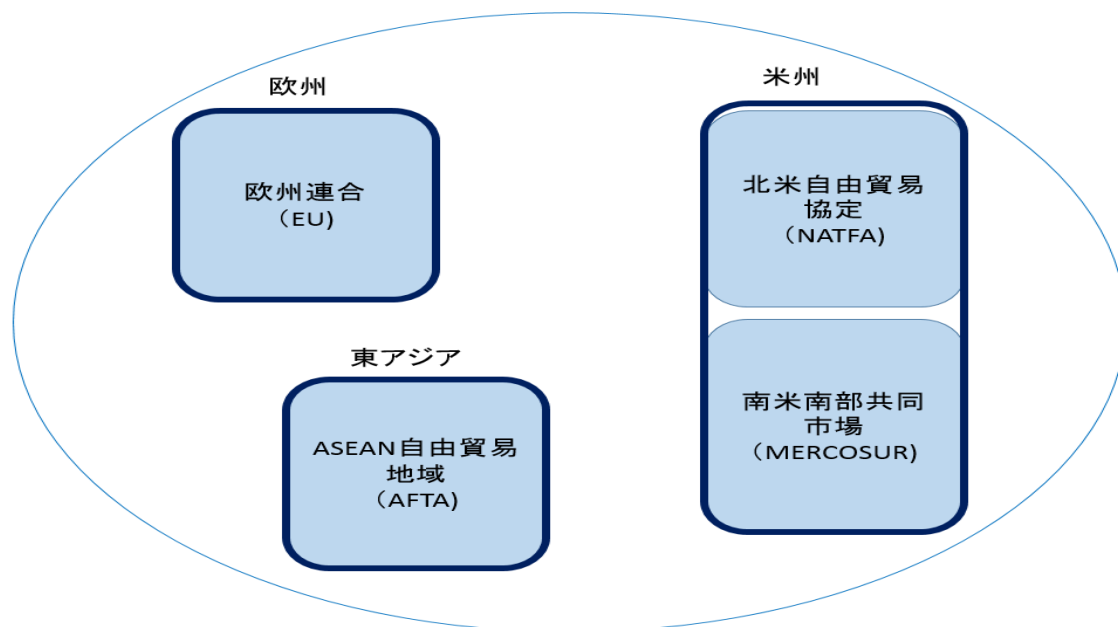 欧州
欧州連合
（EU)
東アジア
ASEAN自由貿易
地域
（AFTA)
米州
北米自由貿易
協定
（NATFA)
南米南部共同
市場
（MERCOSUR)